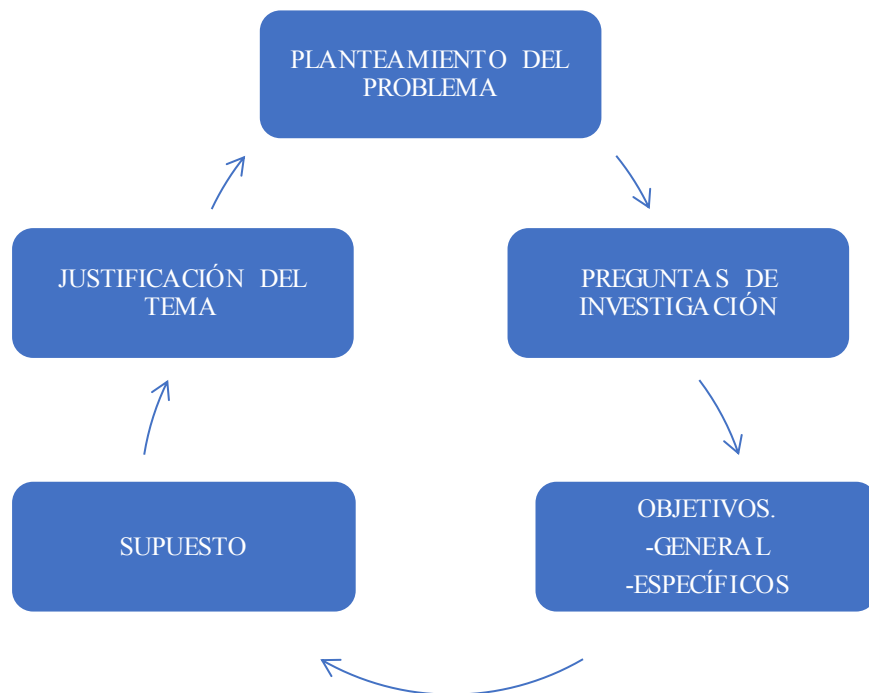 PLANTEAMIENTO DEL
PROBLEMA
PREGUNTAS DE
INVESTIGACIÓN
OBJETIVOS.
-GENERAL
-ESPECÍFICOS
SUPUESTO
JUSTIFICACIÓN DEL
TEMA